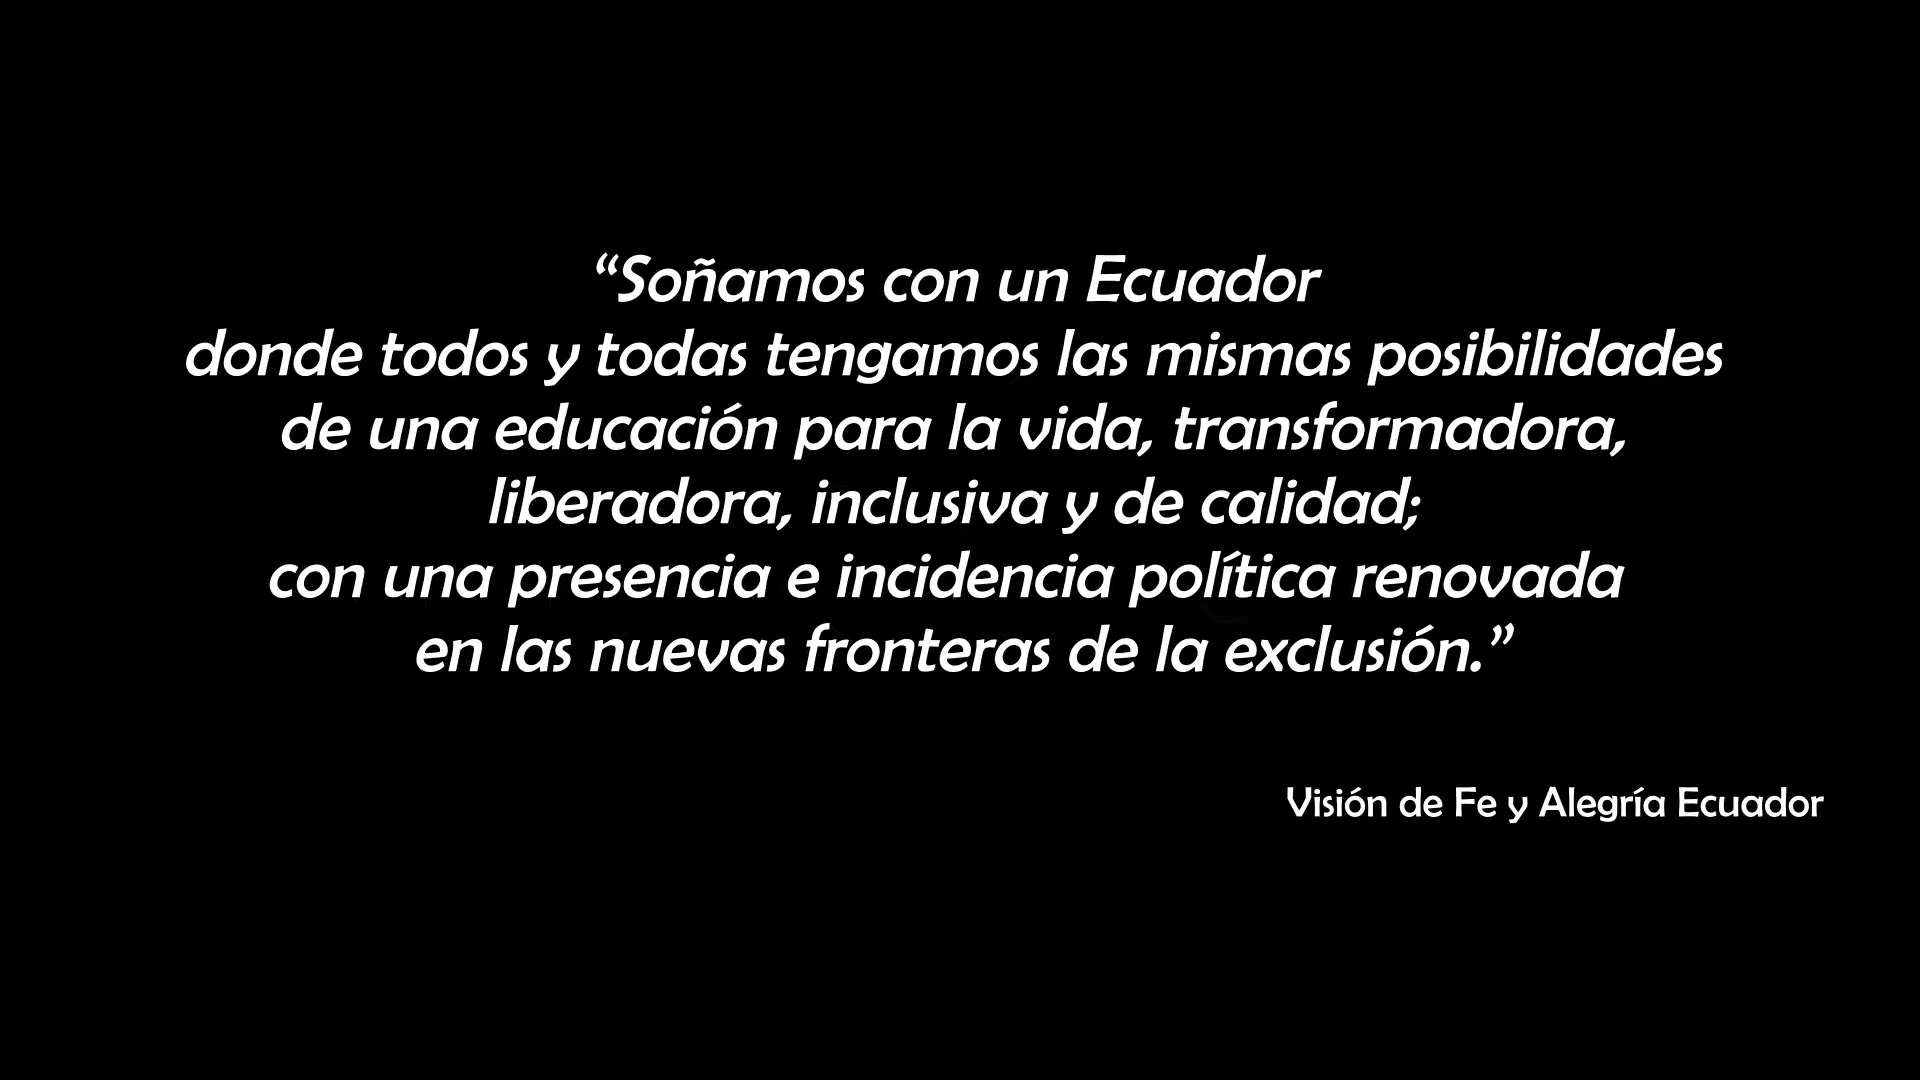 “Soñamos con un Ecuador
donde todos y todas tengamos las mismas posibilidades
de una educación para la vida, transformadora,
liberadora, inclusiva y de calidad;
con una presencia e incidencia política renovada
en las nuevas fronteras de la exclusión.”
Visión de Fe y Alegría Ecuador